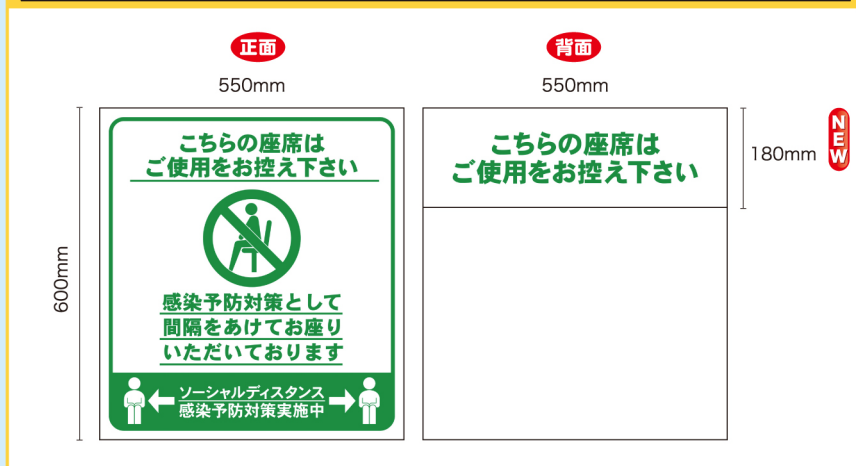 正面
背面
550mm
550mm
こちらの座席は
ご使用をお控え下さい
感染予防対策として
間隔をあけてお座り
いただいております
ソーシャルディスタンス
感染予防対策実施中
600mm
こちらの座席は
ご使用をお控え下さい
180mm
NEW